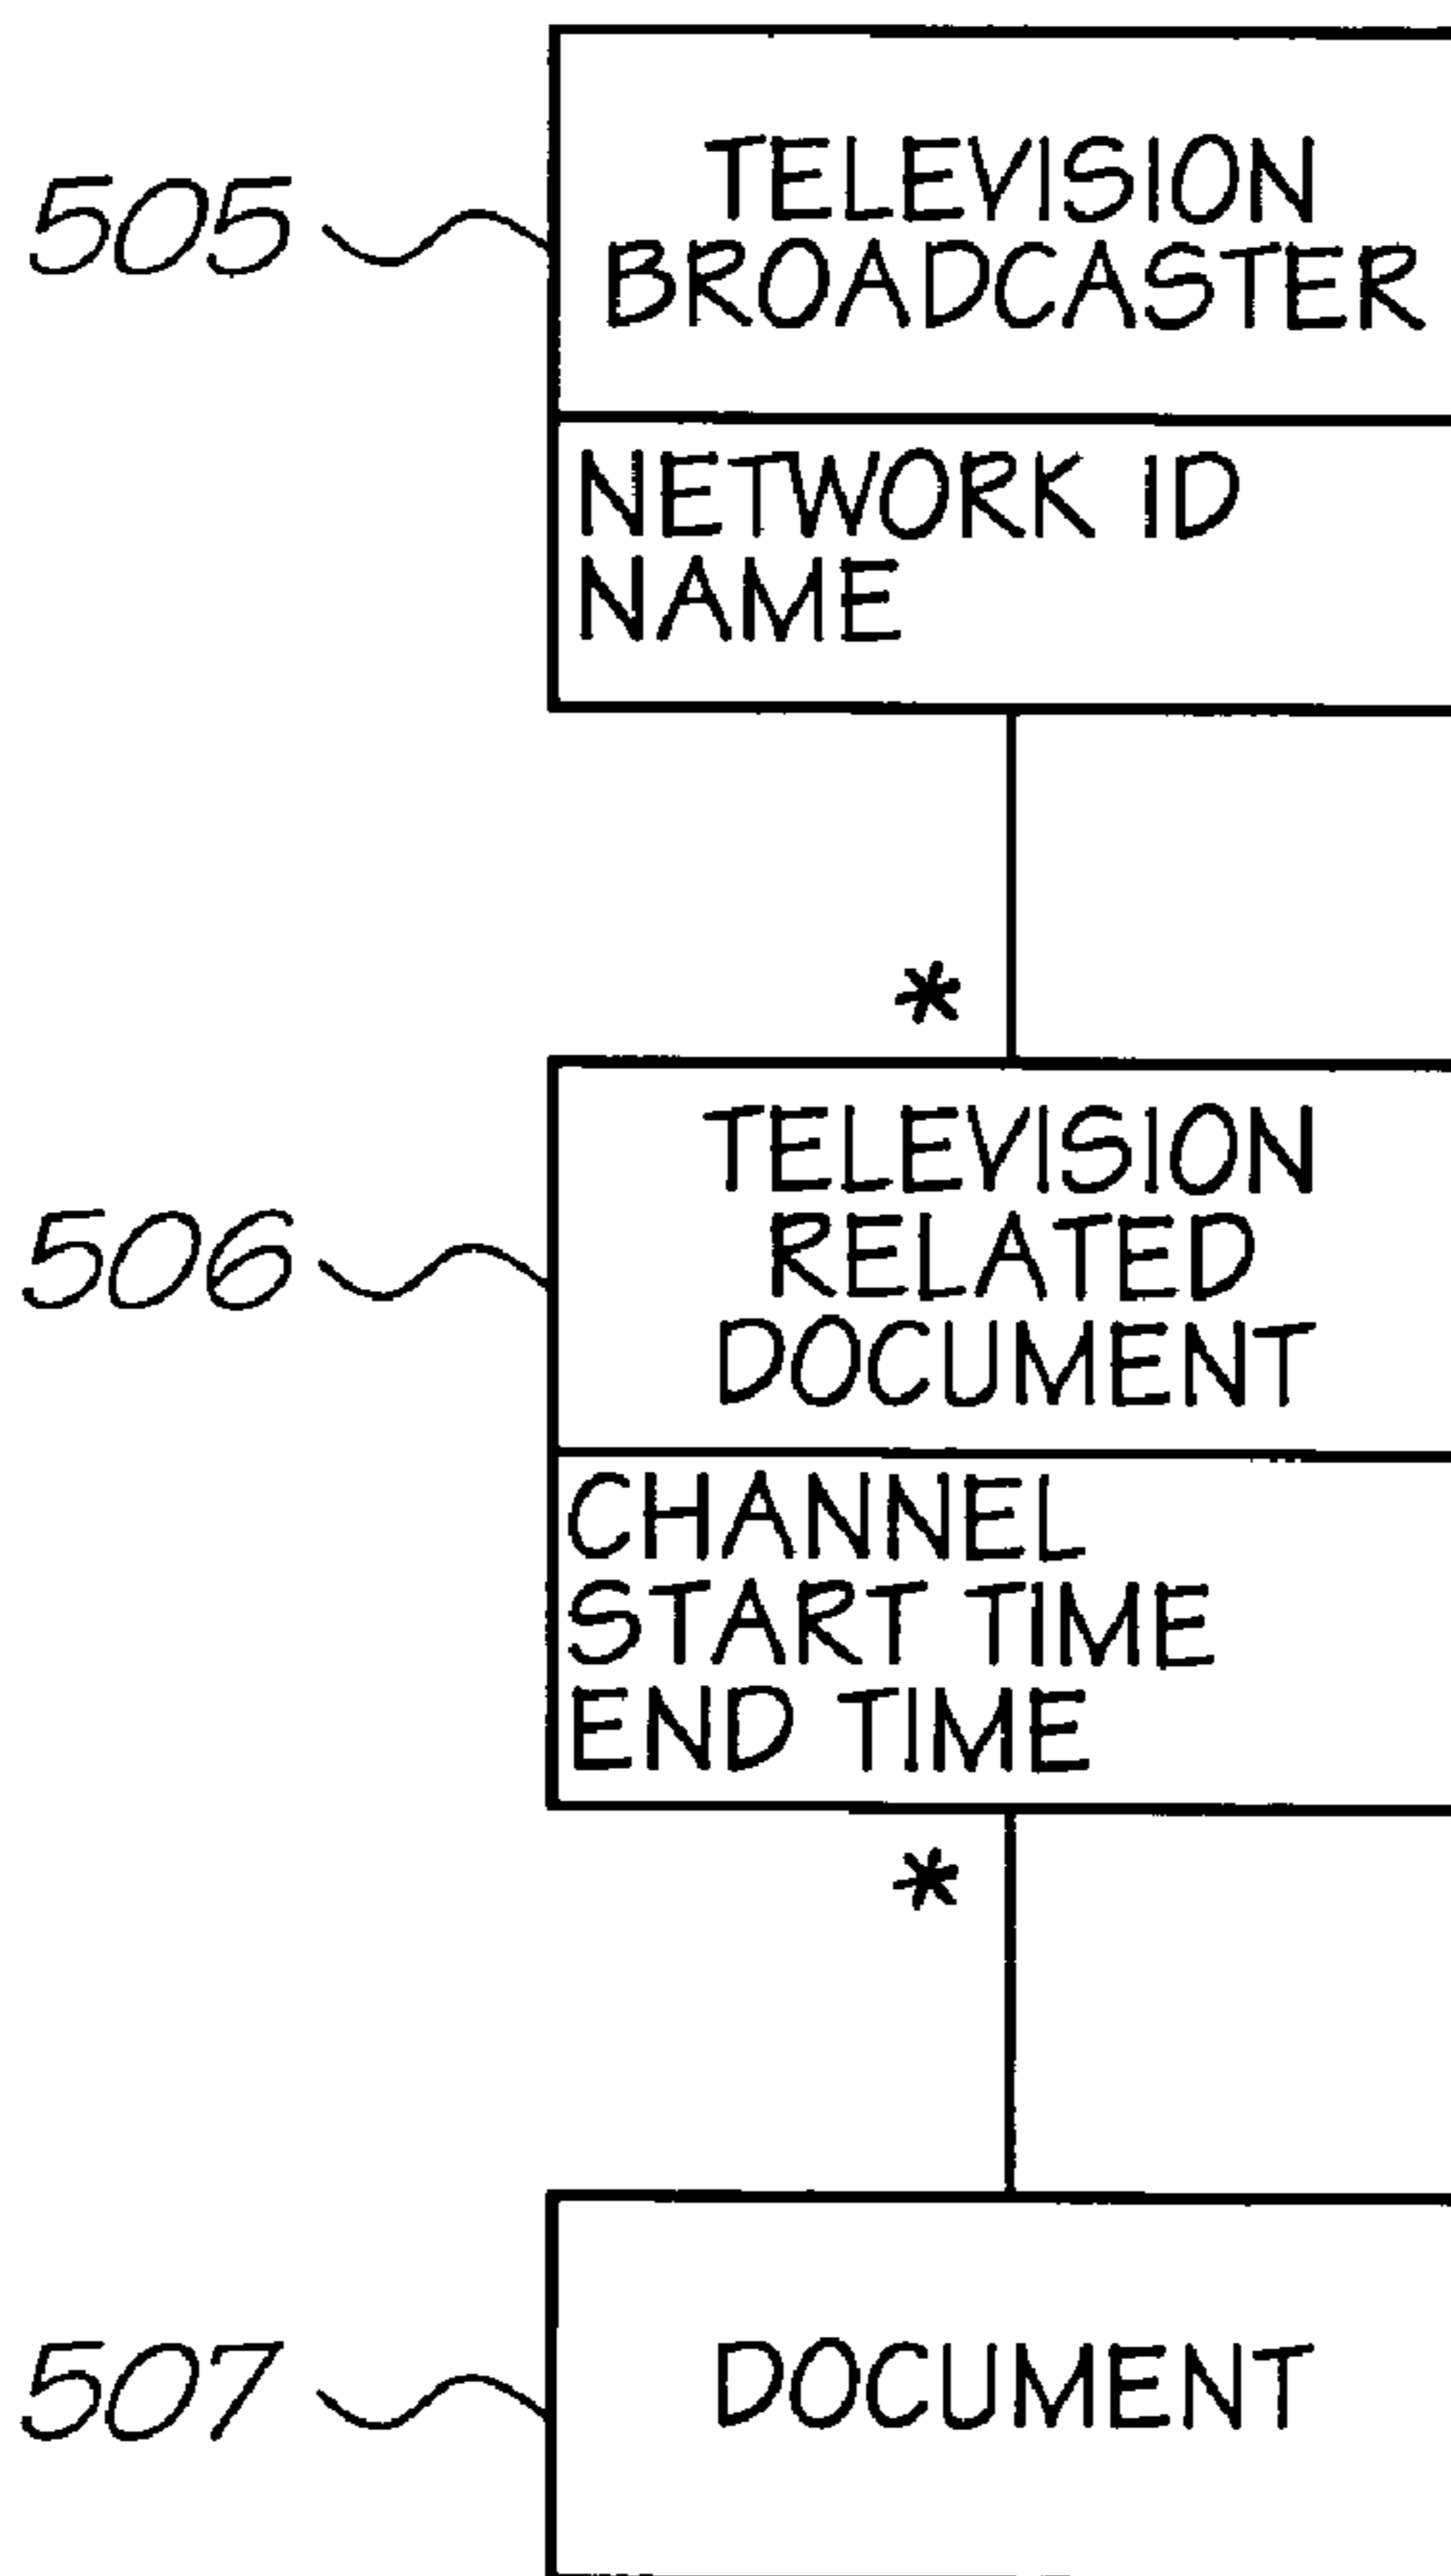 505
TELEVISION
BROADCASTER
NETWORK ID
NAME
*
506
TELEVISION
RELATED
DOCUMENT
CHANNEL
START TIME
END TIME
*
507
DOCUMENT